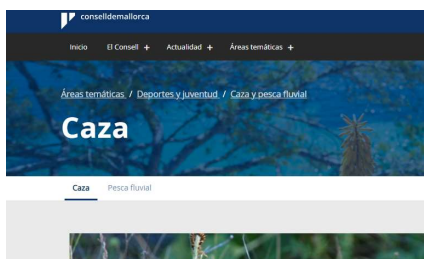 conselldemallorca
Inicio El Consell + Actualidad + Áreas temáticas +
Áreas temáticas / Deportes y juventud / Caza y pesca fluvial
Caza
Caza Pesca fluvial